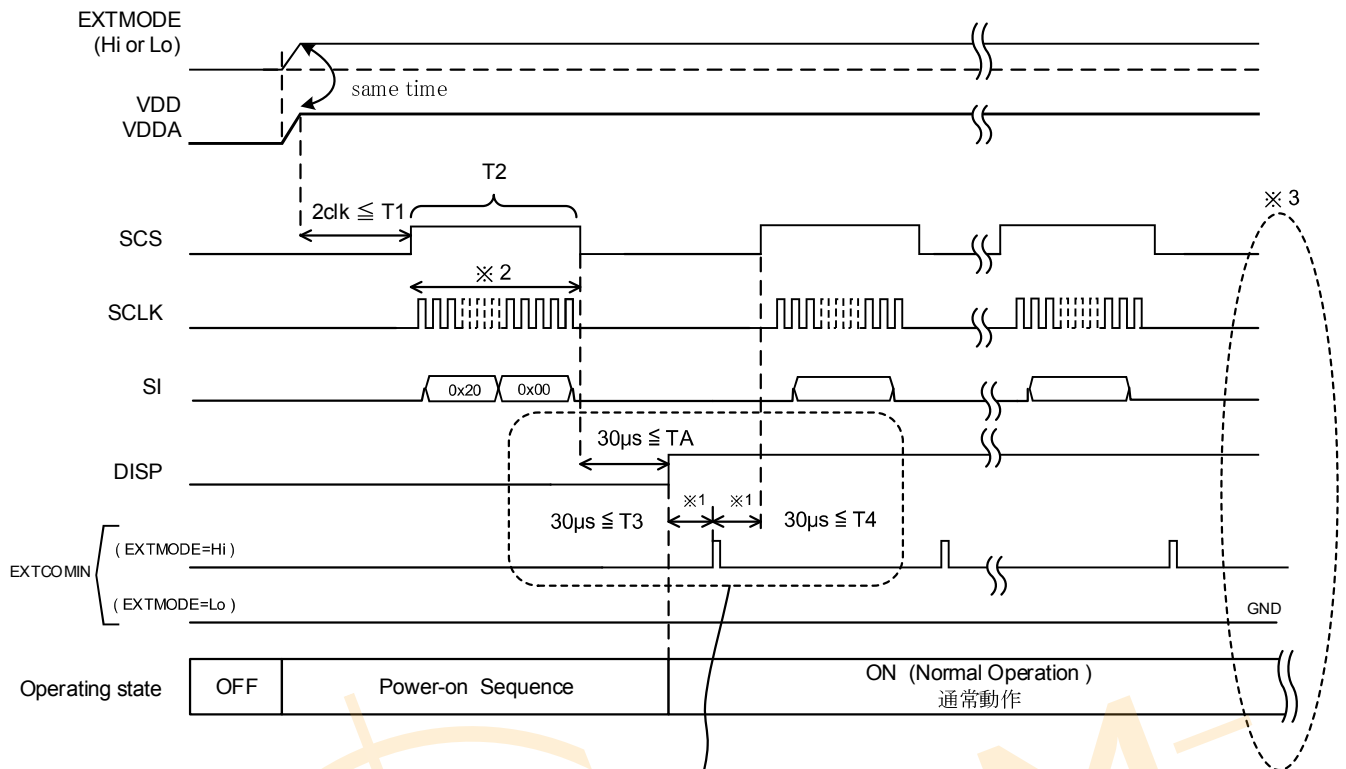 EXTMODE
(Hi or Lo)
same time
VDD
VDDA
T2
2clk ≦ T1
※ 3
SCS
※ 2
SCLK
SI
0x20
0x00
30µs ≦ TA
DISP
※1
※1
30µs ≦ T3
30µs ≦ T4
EXTCOMIN
( EXTMODE=Hi )
( EXTMODE=Lo )
GND
Operating state
OFF
Power-on Sequence
ON (Normal Operation )
通常動作